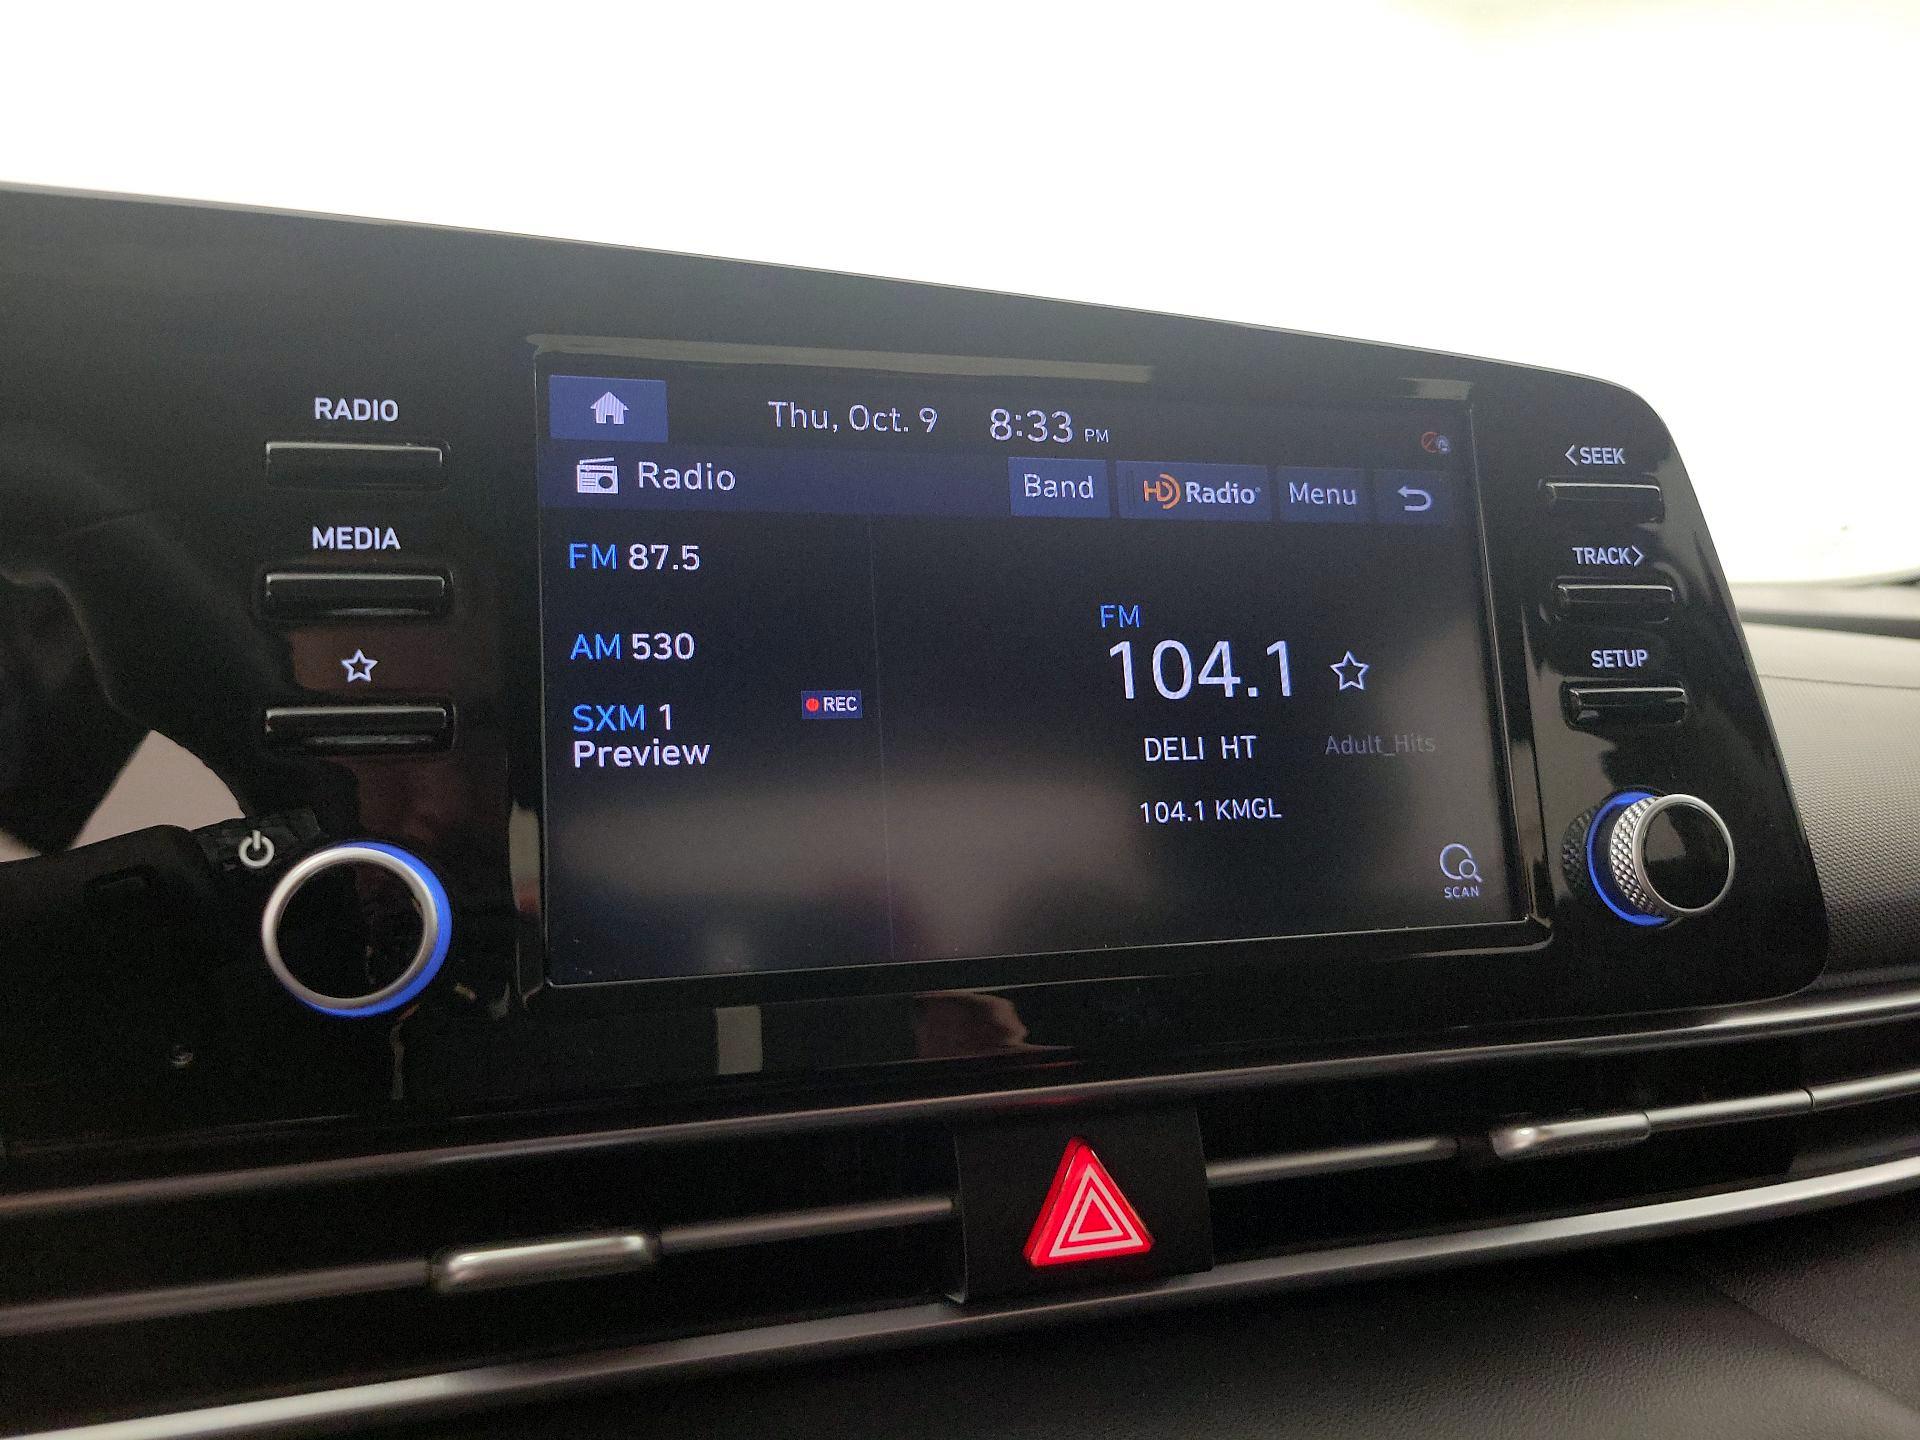 RADIO
MEDIA
Thu, Oct. 9 8:33 PM
Radio Band HD Radio Menu
FM 87.5
AM 530
SXM 1 REC
Preview
FM
104.1
DELI HT Adult_Hits
104.1 KMGL
SCAN
<SEEK
TRACK>
SETUP